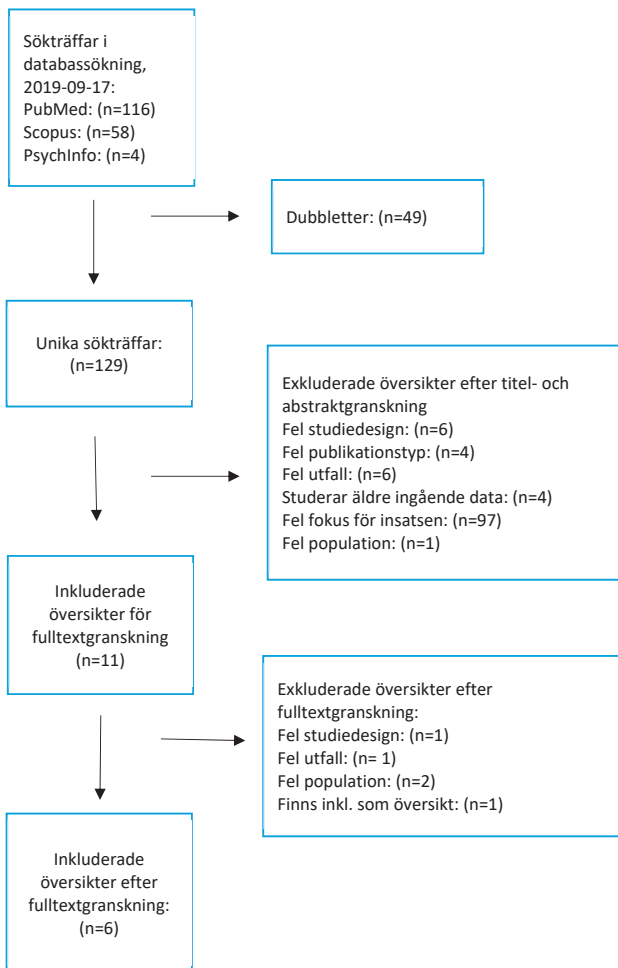 Sökträffar i
databassökning,
2019-09-17:
PubMed: (n=116)
Scopus: (n=58)
PsychInfo: (n=4)
Dubbletter: (n=49)
Unika sökträffar:
(n=129)
Exkluderade översikter efter titel- och
abstraktgranskning
Fel studiedesign: (n=6)
Fel publikationstyp: (n=4)
Fel utfall: (n=6)
Studerar äldre ingående data: (n=4)
Fel fokus för insatsen: (n=97)
Fel population: (n=1)
Inkluderade
översikter för
fulltextgranskning
(n=11)
Exkluderade översikter efter
fulltextgranskning:
Fel studiedesign: (n=1)
Fel utfall: (n= 1)
Fel population: (n=2)
Finns inkl. som översikt: (n=1)
Inkluderade
översikter efter
fulltextgranskning:
(n=6)